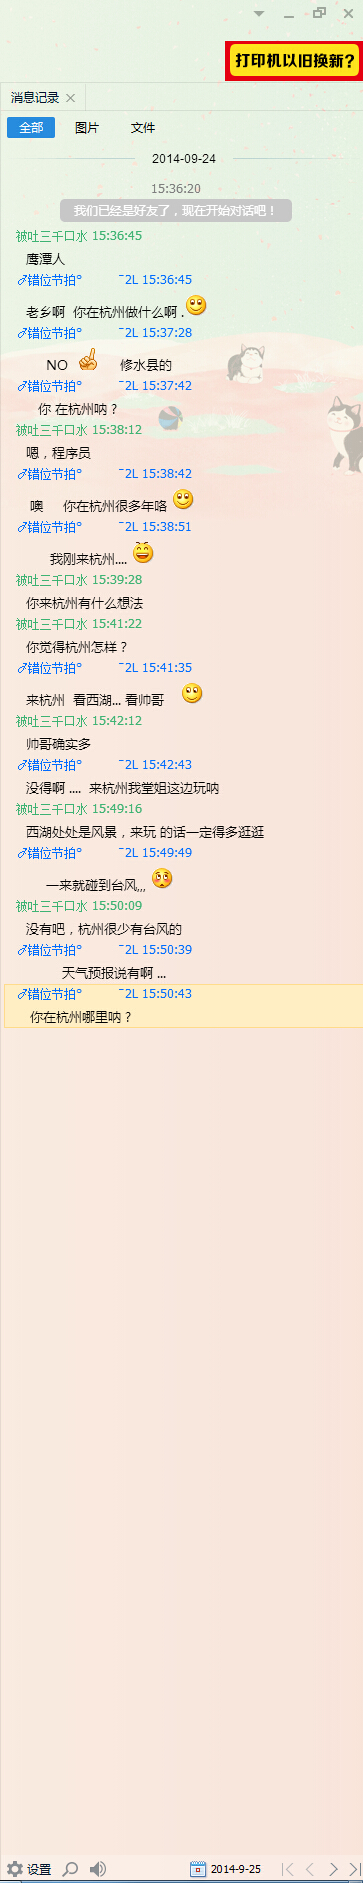 打印机以旧换新?
消息记录
全部 图片 文件
2014-09-24
15:36:20
我们已经是好友了，现在开始对话吧！
被吐三千口水 15:36:45
鹰潭人
♂错位节拍° ˉ2L 15:36:45
老乡啊 你在杭州做什么啊 .
♂错位节拍° ˉ2L 15:37:28
NO 修水县的
♂错位节拍° ˉ2L 15:37:42
你 在杭州呐？
被吐三千口水 15:38:12
嗯，程序员
♂错位节拍° ˉ2L 15:38:42
噢 你在杭州很多年咯
♂错位节拍° ˉ2L 15:38:51
我刚来杭州....
被吐三千口水 15:39:28
你来杭州有什么想法
被吐三千口水 15:41:22
你觉得杭州怎样？
♂错位节拍° ˉ2L 15:41:35
来杭州 看西湖... 看帅哥
被吐三千口水 15:42:12
帅哥确实多
♂错位节拍° ˉ2L 15:42:43
没得啊 .... 来杭州我堂姐这边玩呐
被吐三千口水 15:49:16
西湖处处是风景，来玩 的话一定得多逛逛
♂错位节拍° ˉ2L 15:49:49
一来就碰到台风,,,
被吐三千口水 15:50:09
没有吧，杭州很少有台风的
♂错位节拍° ˉ2L 15:50:39
天气预报说有啊 ...
♂错位节拍° ˉ2L 15:50:43
你在杭州哪里呐？
设置 2014-9-25